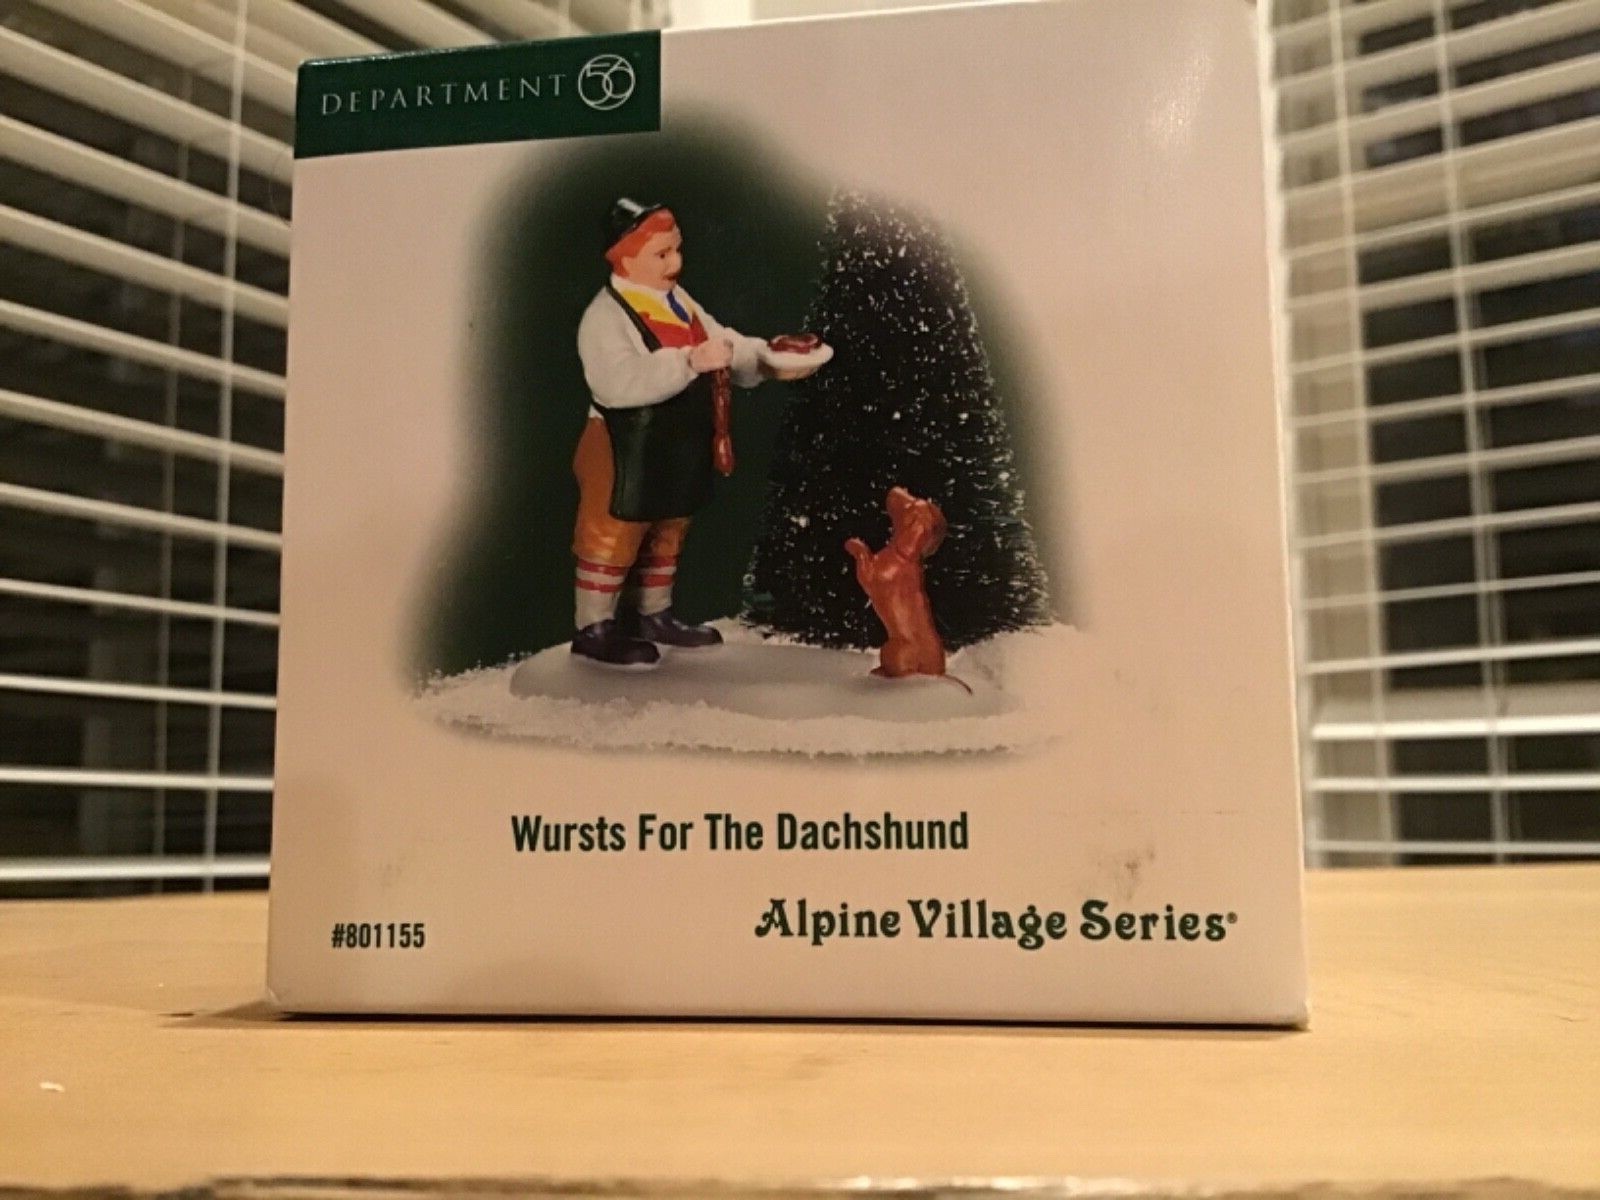 DEPARTMENT 56
Wursts For The Dachshund
#801155
Alpine Village Series®